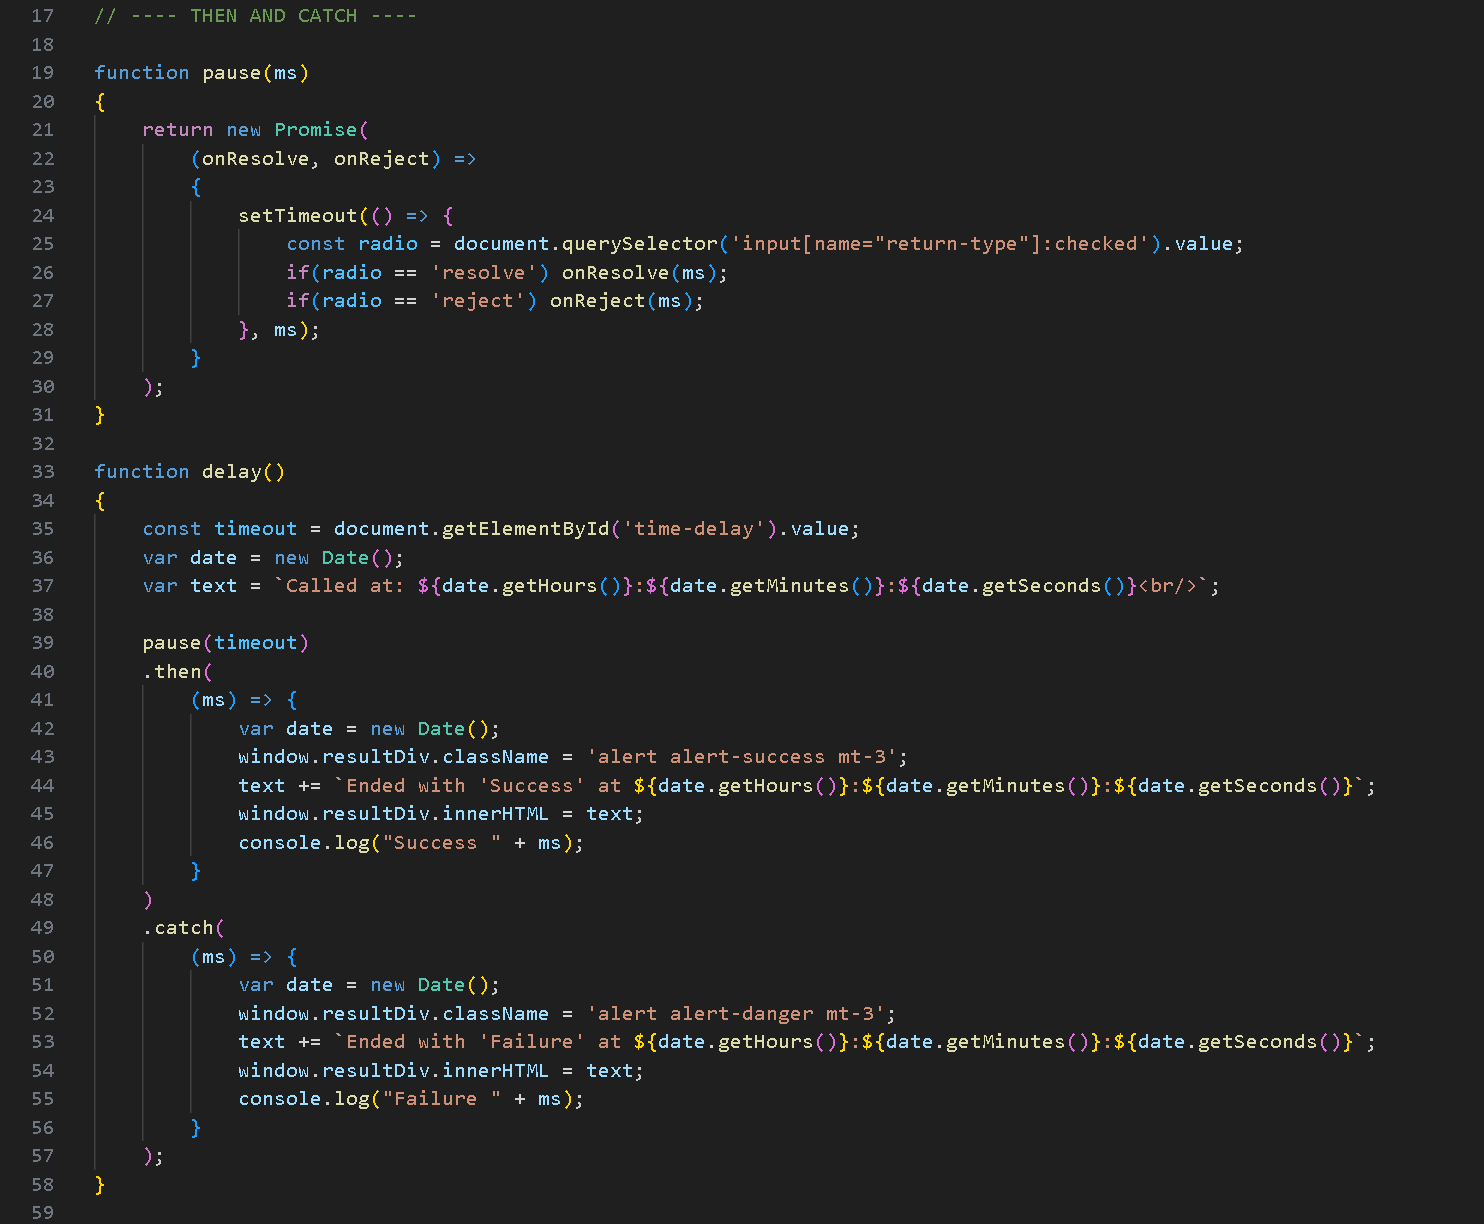 17 // ---- THEN AND CATCH ----
18
19 function pause(ms)
20 {
21     return new Promise(
22         (onResolve, onReject) =>
23         {
24             setTimeout(() => {
25                 const radio = document.querySelector('input[name="return-type"]:checked').value;
26                 if(radio == 'resolve') onResolve(ms);
27                 if(radio == 'reject') onReject(ms);
28             }, ms);
29         }
30     );
31 }
32
33 function delay()
34 {
35     const timeout = document.getElementById('time-delay').value;
36     var date = new Date();
37     var text = `Called at: ${date.getHours()}:${date.getMinutes()}:${date.getSeconds()}<br/>`;
38
39     pause(timeout)
40     .then(
41         (ms) => {
42             var date = new Date();
43             window.resultDiv.className = 'alert alert-success mt-3';
44             text += `Ended with 'Success' at ${date.getHours()}:${date.getMinutes()}:${date.getSeconds()}`;
45             window.resultDiv.innerHTML = text;
46             console.log("Success " + ms);
47         }
48     )
49     .catch(
50         (ms) => {
51             var date = new Date();
52             window.resultDiv.className = 'alert alert-danger mt-3';
53             text += `Ended with 'Failure' at ${date.getHours()}:${date.getMinutes()}:${date.getSeconds()}`;
54             window.resultDiv.innerHTML = text;
55             console.log("Failure " + ms);
56         }
57     );
58 }
59